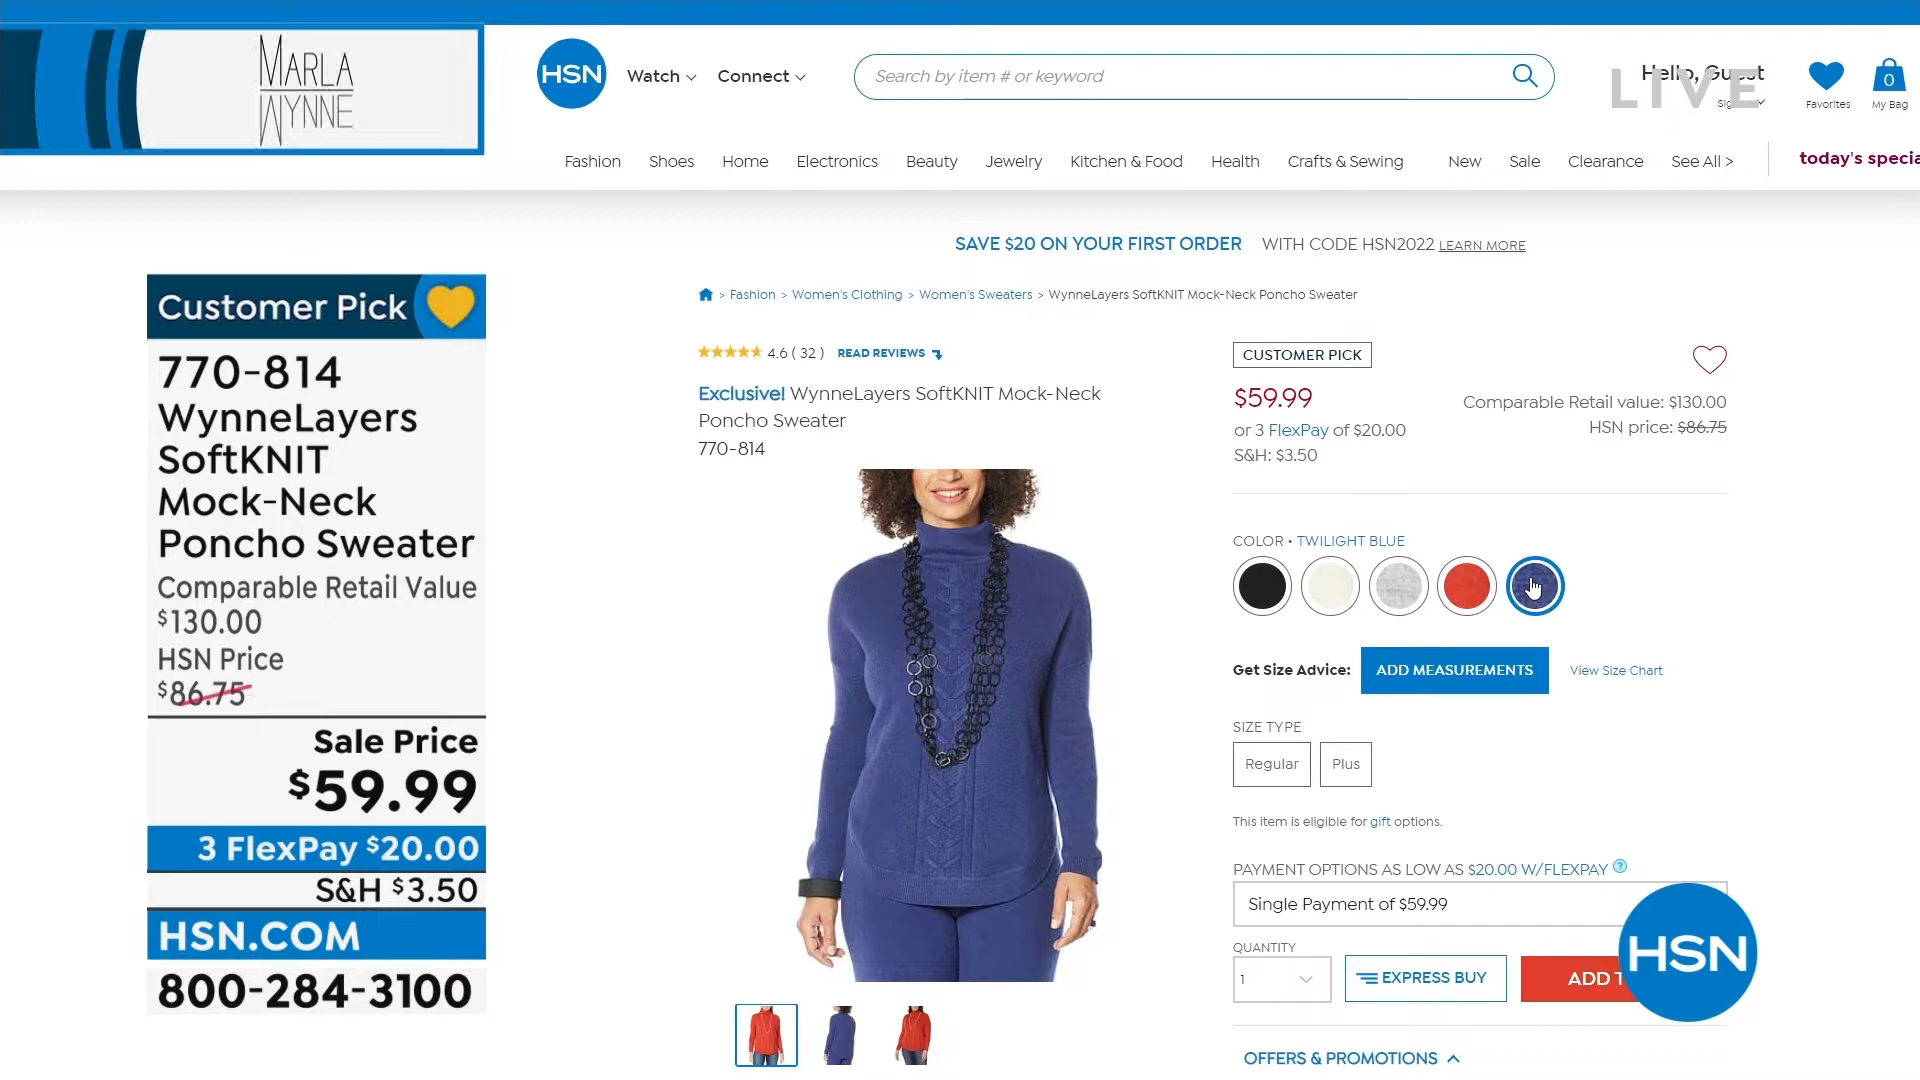 MARLA
WYNNE
HSN
Watch
Connect
Search by item # or keyword
Hello, Guest
LIVE
Favorites
0
My Bag
Fashion
Shoes
Home
Electronics
Beauty
Jewelry
Kitchen & Food
Health
Crafts & Sewing
New
Sale
Clearance
See All >
today's specia
SAVE $20 ON YOUR FIRST ORDER WITH CODE HSN2022 LEARN MORE
Customer Pick
770-814
WynneLayers
SoftKNIT
Mock-Neck
Poncho Sweater
Comparable Retail Value
$130.00
HSN Price
$86.75
Sale Price
$59.99
3 FlexPay $20.00
S&H $3.50
HSN.COM
800-284-3100
> Fashion > Women's Clothing > Women's Sweaters > WynneLayers SoftKNIT Mock-Neck Poncho Sweater
4.6 ( 32 ) READ REVIEWS
Exclusive! WynneLayers SoftKNIT Mock-Neck
Poncho Sweater
770-814
CUSTOMER PICK
$59.99
or 3 FlexPay of $20.00
S&H: $3.50
Comparable Retail value: $130.00
HSN price: $86.75
COLOR • TWILIGHT BLUE
Get Size Advice: ADD MEASUREMENTS View Size Chart
SIZE TYPE
Regular
Plus
This item is eligible for gift options.
PAYMENT OPTIONS AS LOW AS $20.00 W/FLEXPAY ?
Single Payment of $59.99
QUANTITY
1
EXPRESS BUY
ADD T
HSN
OFFERS & PROMOTIONS